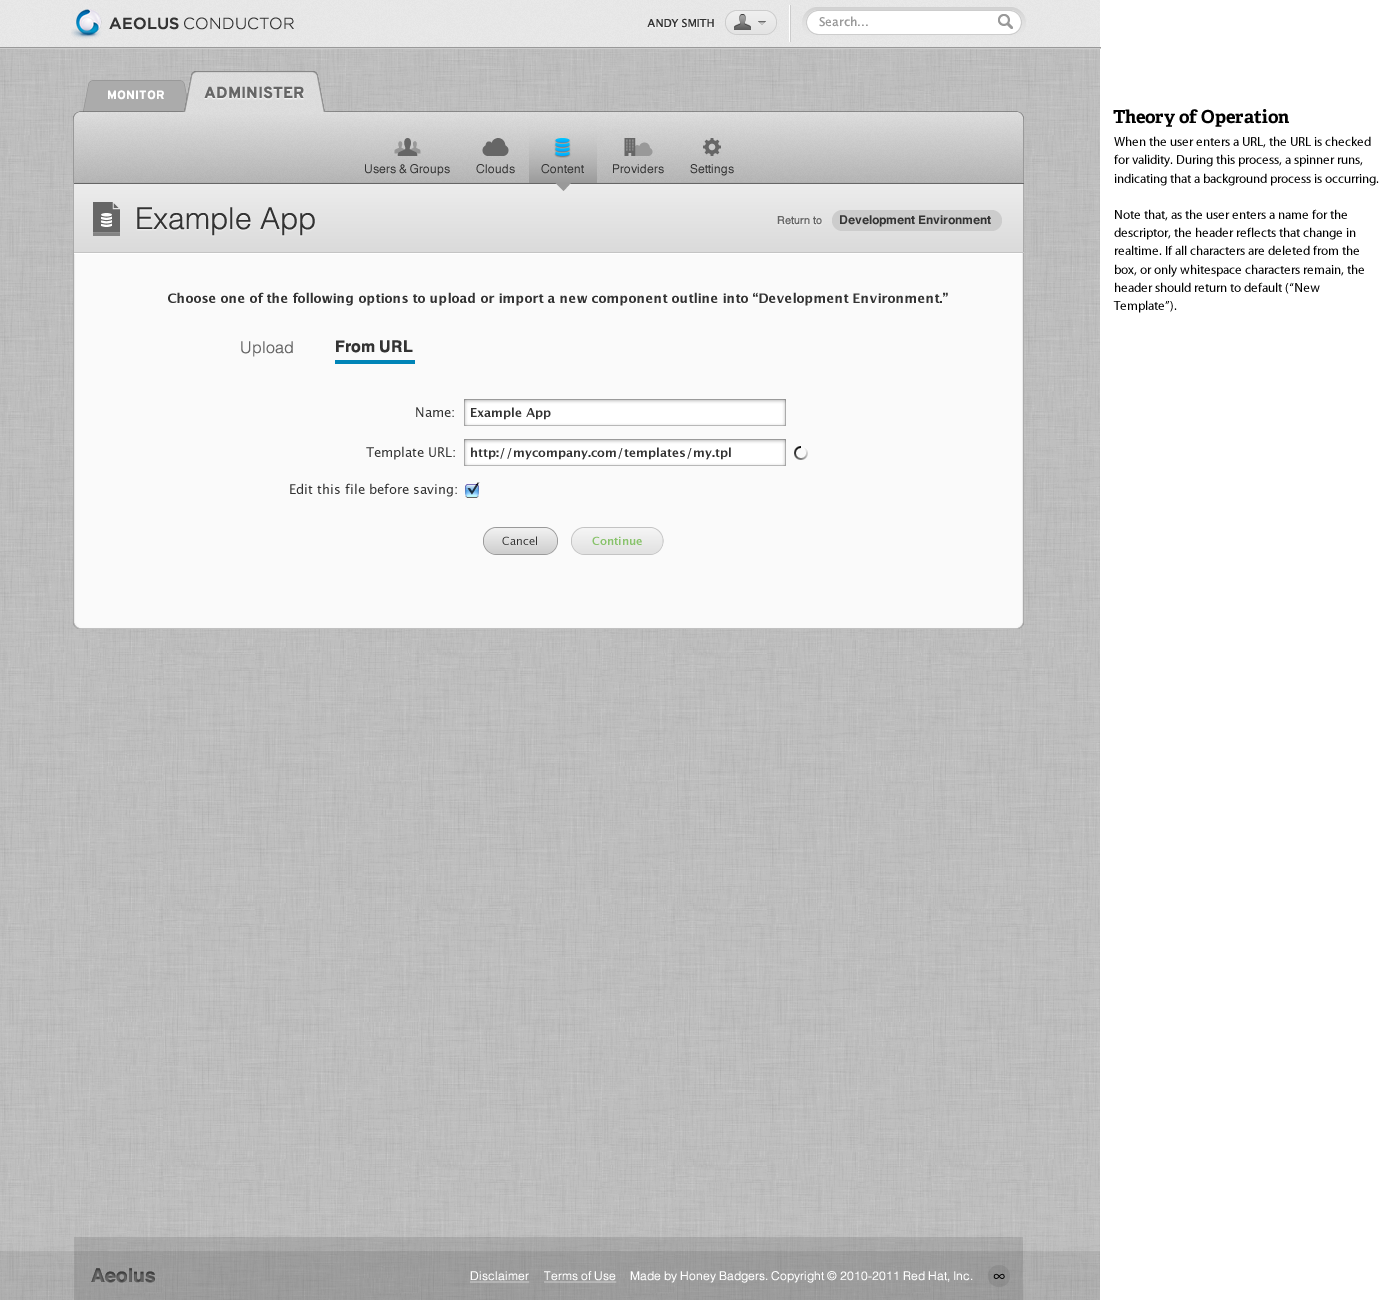 AEOLUS CONDUCTOR
ANDY SMITH
Search...
MONITOR
ADMINISTER
Users & Groups
Clouds
Content
Providers
Settings
Example App
Return to
Development Environment
Choose one of the following options to upload or import a new component outline into “Development Environment.”
Upload
From URL
Name:
Example App
Template URL:
http://mycompany.com/templates/my.tpl
Edit this file before saving:
Cancel
Continue
Aeolus
Disclaimer
Terms of Use
Made by Honey Badgers. Copyright © 2010-2011 Red Hat, Inc.
Theory of Operation
When the user enters a URL, the URL is checked
for validity. During this process, a spinner runs,
indicating that a background process is occurring.
Note that, as the user enters a name for the
descriptor, the header reflects that change in
realtime. If all characters are deleted from the
box, or only whitespace characters remain, the
header should return to default (“New
Template”).